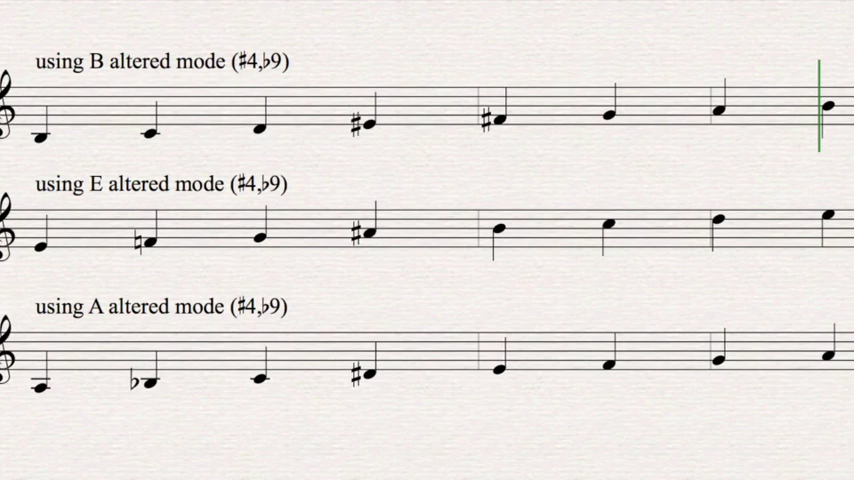 using B altered mode (♯4,♭9)
using E altered mode (♯4,♭9)
using A altered mode (♯4,♭9)